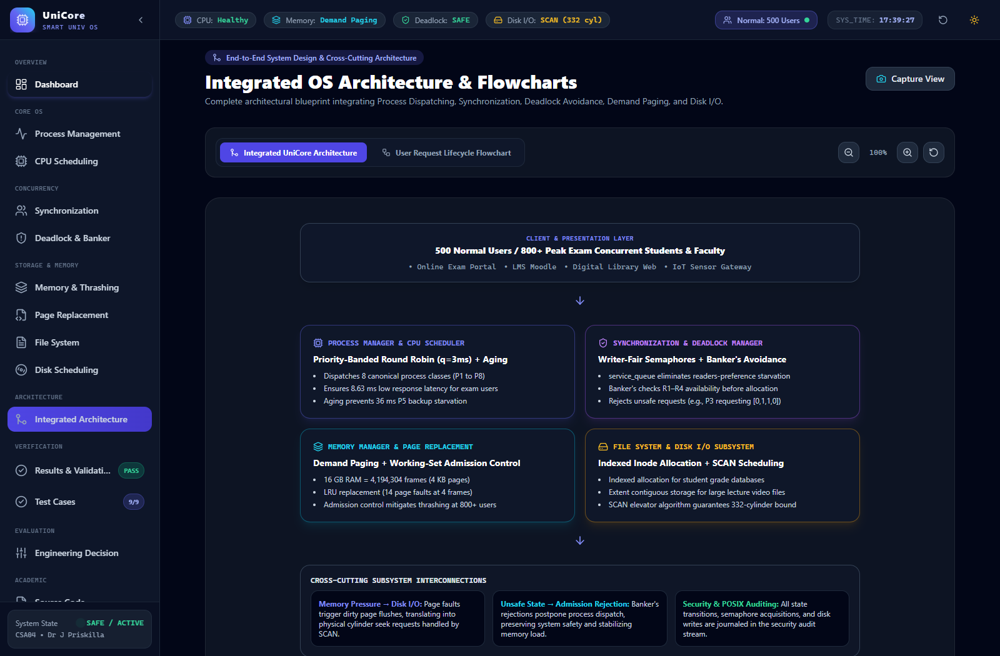 UniCore
SMART UNIV OS
CPU: Healthy
Memory: Demand Paging
Deadlock: SAFE
Disk I/O: SCAN (332 cyl)
Normal: 500 Users
SYS_TIME: 17:39:27
OVERVIEW
Dashboard
CORE OS
Process Management
CPU Scheduling
CONCURRENCY
Synchronization
Deadlock & Banker
STORAGE & MEMORY
Memory & Thrashing
Page Replacement
File System
Disk Scheduling
ARCHITECTURE
Integrated Architecture
VERIFICATION
Results & Validati... PASS
Test Cases 9/9
EVALUATION
Engineering Decision
ACADEMIC
Source Code
System State SAFE / ACTIVE
CSA04 • Dr J Priskilla
End-to-End System Design & Cross-Cutting Architecture
Integrated OS Architecture & Flowcharts
Complete architectural blueprint integrating Process Dispatching, Synchronization, Deadlock Avoidance, Demand Paging, and Disk I/O.
Capture View
Integrated UniCore Architecture
User Request Lifecycle Flowchart
100%
CLIENT & PRESENTATION LAYER
500 Normal Users / 800+ Peak Exam Concurrent Students & Faculty
• Online Exam Portal • LMS Moodle • Digital Library Web • IoT Sensor Gateway
PROCESS MANAGER & CPU SCHEDULER
Priority-Banded Round Robin (q=3ms) + Aging
• Dispatches 8 canonical process classes (P1 to P8)
• Ensures 8.63 ms low response latency for exam users
• Aging prevents 36 ms P5 backup starvation
SYNCHRONIZATION & DEADLOCK MANAGER
Writer-Fair Semaphores + Banker's Avoidance
• service_queue eliminates readers-preference starvation
• Banker's checks R1–R4 availability before allocation
• Rejects unsafe requests (e.g., P3 requesting [0,1,1,0])
MEMORY MANAGER & PAGE REPLACEMENT
Demand Paging + Working-Set Admission Control
• 16 GB RAM = 4,194,304 frames (4 KB pages)
• LRU replacement (14 page faults at 4 frames)
• Admission control mitigates thrashing at 800+ users
FILE SYSTEM & DISK I/O SUBSYSTEM
Indexed Inode Allocation + SCAN Scheduling
• Indexed allocation for student grade databases
• Extent contiguous storage for large lecture video files
• SCAN elevator algorithm guarantees 332-cylinder bound
CROSS-CUTTING SUBSYSTEM INTERCONNECTIONS
Memory Pressure → Disk I/O: Page faults
trigger dirty page flushes, translating into
physical cylinder seek requests handled by
SCAN.
Unsafe State → Admission Rejection: Banker's
rejections postpone process dispatch,
preserving system safety and stabilizing
memory load.
Security & POSIX Auditing: All state
transitions, semaphore acquisitions, and disk
writes are journaled in the security audit
stream.